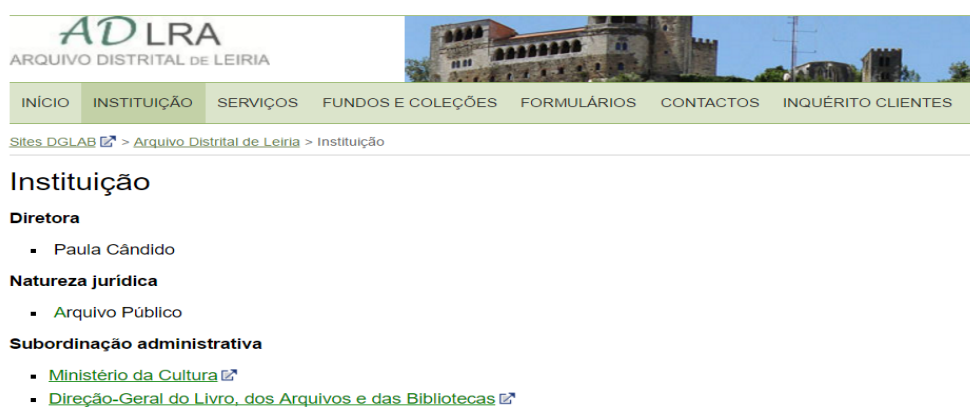 ADLRA
ARQUIVO DISTRITAL DE LEIRIA
INÍCIO INSTITUIÇÃO SERVIÇOS FUNDOS E COLEÇÕES FORMULÁRIOS CONTACTOS INQUÉRITO CLIENTES
Sites DGLAB > Arquivo Distrital de Leiria > Instituição
Instituição
Diretora
Paula Cândido
Natureza jurídica
Arquivo Público
Subordinação administrativa
Ministério da Cultura
Direção-Geral do Livro, dos Arquivos e das Bibliotecas